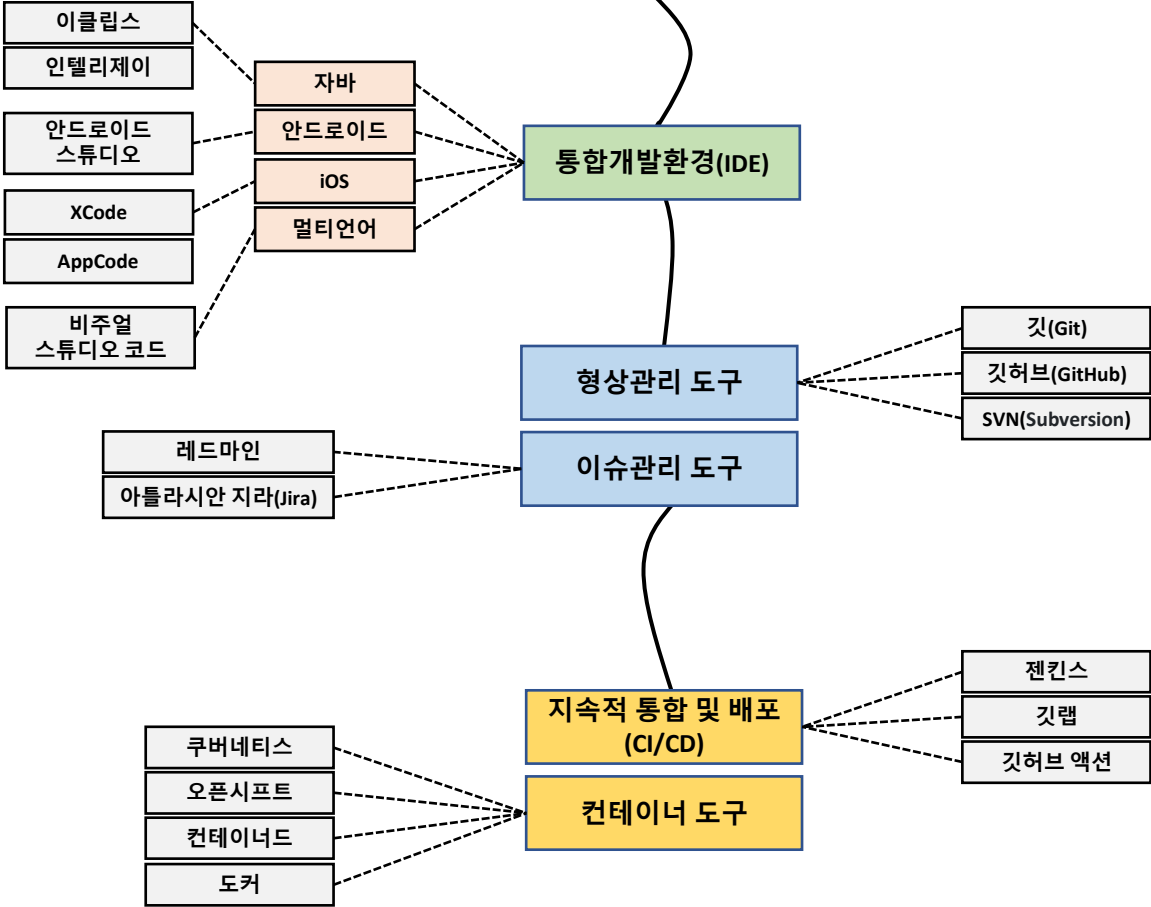 이클립스
인텔리제이
자바
안드로이드
스튜디오
안드로이드
통합개발환경(IDE)
iOS
XCode
멀티언어
AppCode
비주얼
스튜디오 코드
깃(Git)
형상관리 도구
깃허브(GitHub)
SVN(Subversion)
레드마인
이슈관리 도구
아틀라시안 지라(Jira)
젠킨스
지속적 통합 및 배포
(CI/CD)
깃랩
쿠버네티스
깃허브 액션
오픈시프트
컨테이너 도구
컨테이너드
도커